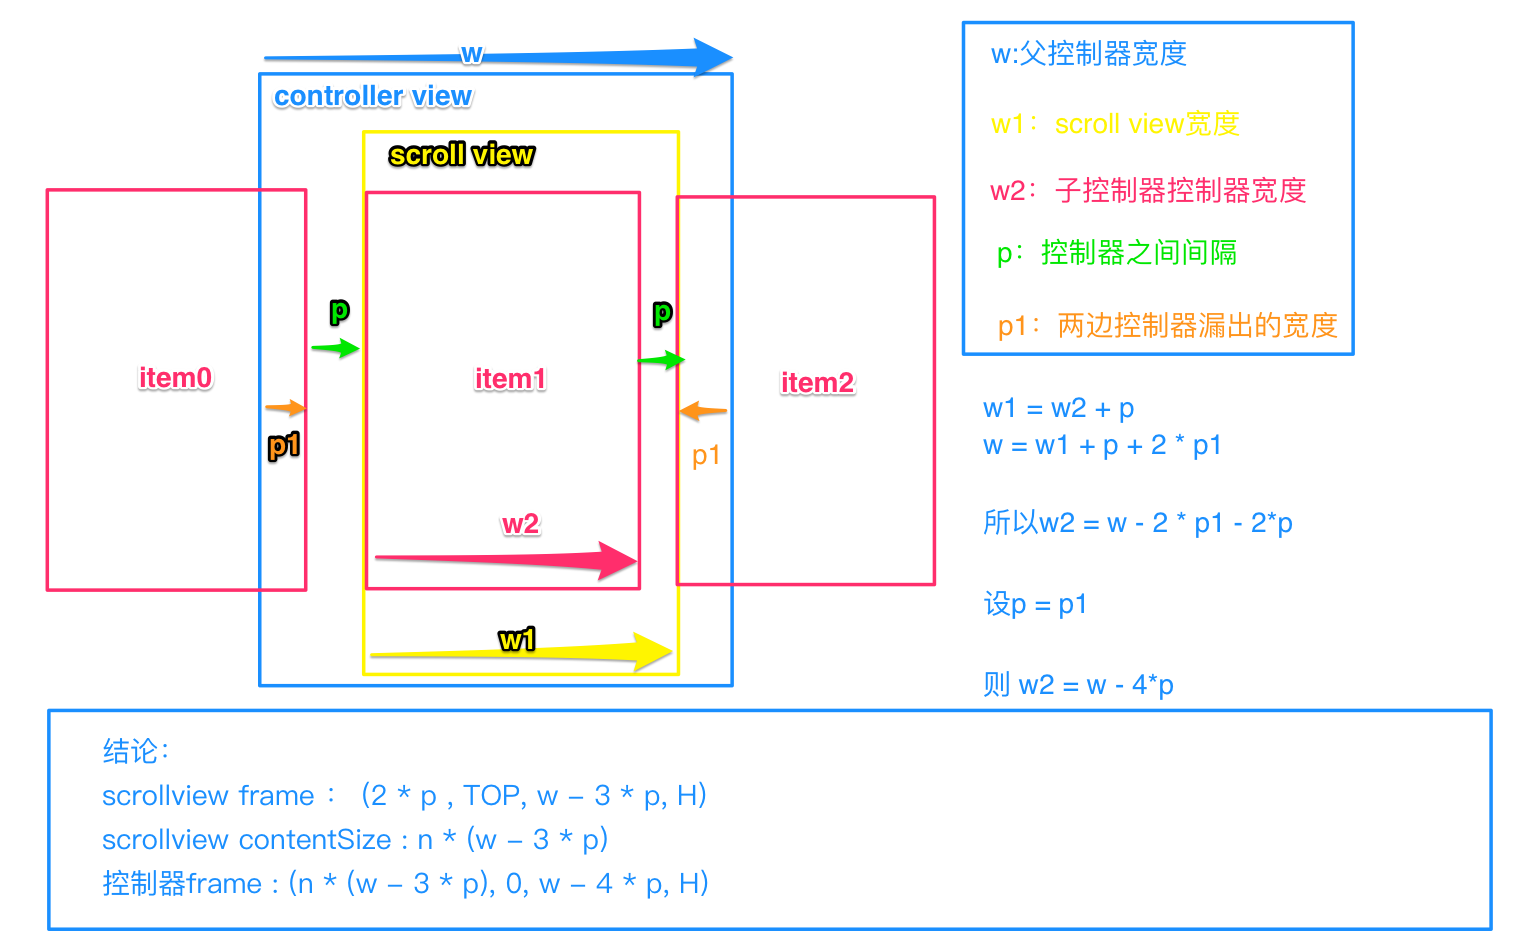 w
controller view
scroll view
p
p
item0
item1
item2
p1
p1
w2
w1
w:父控制器宽度
w1：scroll view宽度
w2：子控制器控制器宽度
p：控制器之间间隔
p1：两边控制器漏出的宽度
w1 = w2 + p
w = w1 + p + 2 * p1
所以w2 = w - 2 * p1 - 2*p
设p = p1
则 w2 = w - 4*p
结论：
scrollview frame ： (2 * p , TOP, w – 3 * p, H)
scrollview contentSize : n * (w – 3 * p)
控制器frame : (n * (w – 3 * p), 0, w – 4 * p, H)